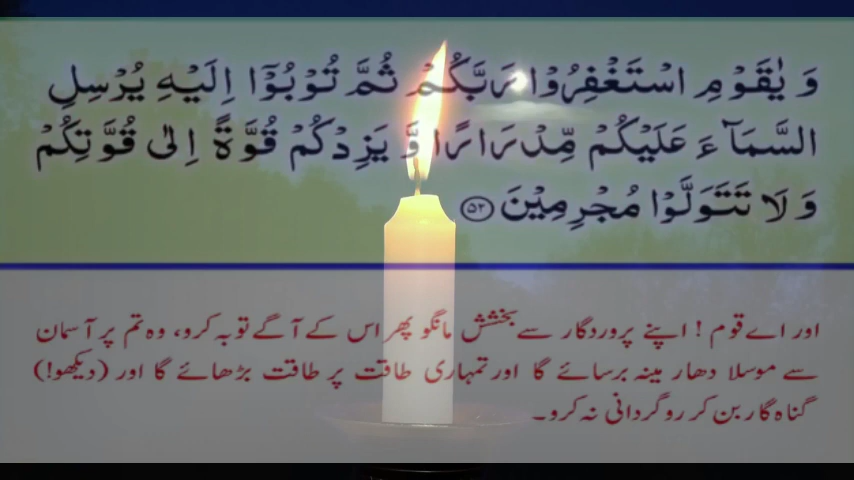 وَ یٰقَوْمِ اسْتَغْفِرُوْا رَبَّكُمْ ثُمَّ تُوْبُوْۤا اِلَیْهِ یُرْسِلِ
السَّمَآءَ عَلَیْكُمْ مِّدْرَارًا وَّ یَزِدْكُمْ قُوَّةً اِلٰى قُوَّتِكُمْ
وَ لَا تَتَوَلَّوْا مُجْرِمِیْنَ ﴿۵۲﴾
اور اے قوم ! اپنے پروردگار سے بخشش مانگو پھر اس کے آگے توبہ کرو، وہ تم پر آسمان
سے موسلا دھار مینہ برسائے گا اور تمہاری طاقت پر طاقت بڑھائے گا اور (دیکھو!)
گناہ گار بن کر روگردانی نہ کرو۔